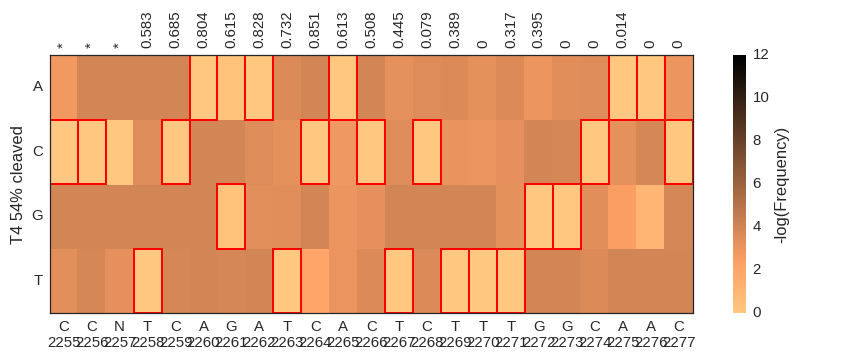 * * * 0.583 0.685 0.804 0.615 0.828 0.732 0.851 0.613 0.508 0.445 0.079 0.389 0 0.317 0.395 0 0 0.014 0 0
A
C
G
T
T4 54% cleaved
C C N T C A G A T C A C T C T T T G G C A A C
2255 2256 2257 2258 2259 2260 2261 2262 2263 2264 2265 2266 2267 2268 2269 2270 2271 2272 2273 2274 2275 2276 2277
12
10
8
6
4
2
0
-log(Frequency)